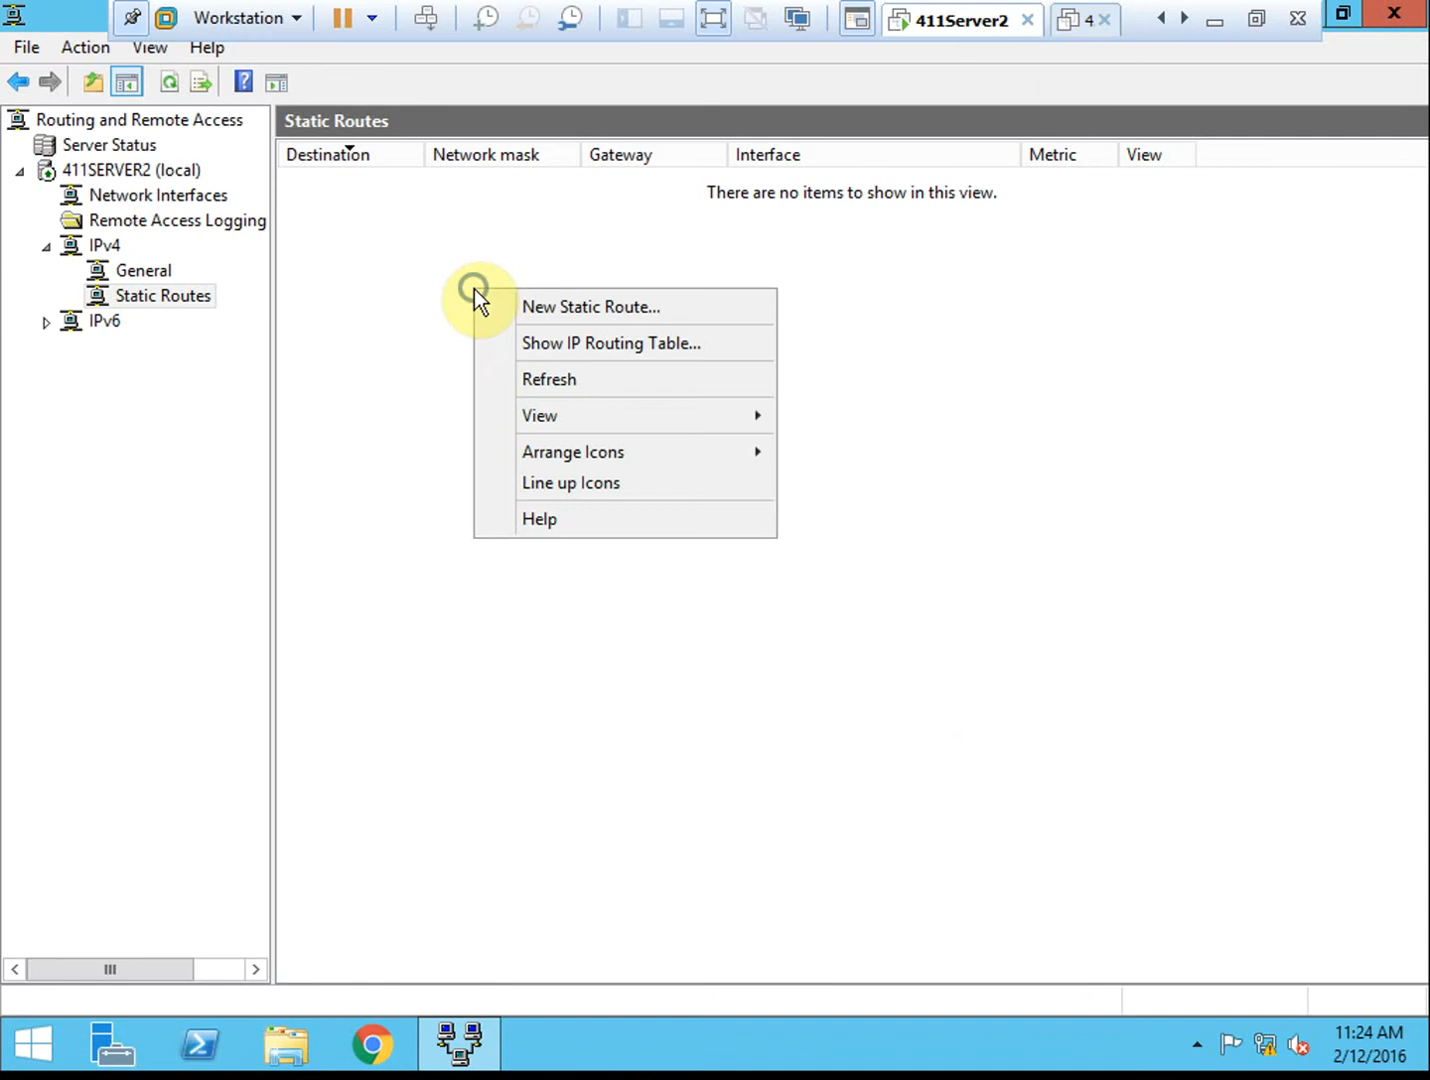 Workstation
411Server2
4
File Action View Help
Routing and Remote Access
Server Status
411SERVER2 (local)
Network Interfaces
Remote Access Logging
IPv4
General
Static Routes
IPv6
Static Routes
Destination Network mask Gateway Interface Metric View
There are no items to show in this view.
New Static Route...
Show IP Routing Table...
Refresh
View
Arrange Icons
Line up Icons
Help
11:24 AM
2/12/2016